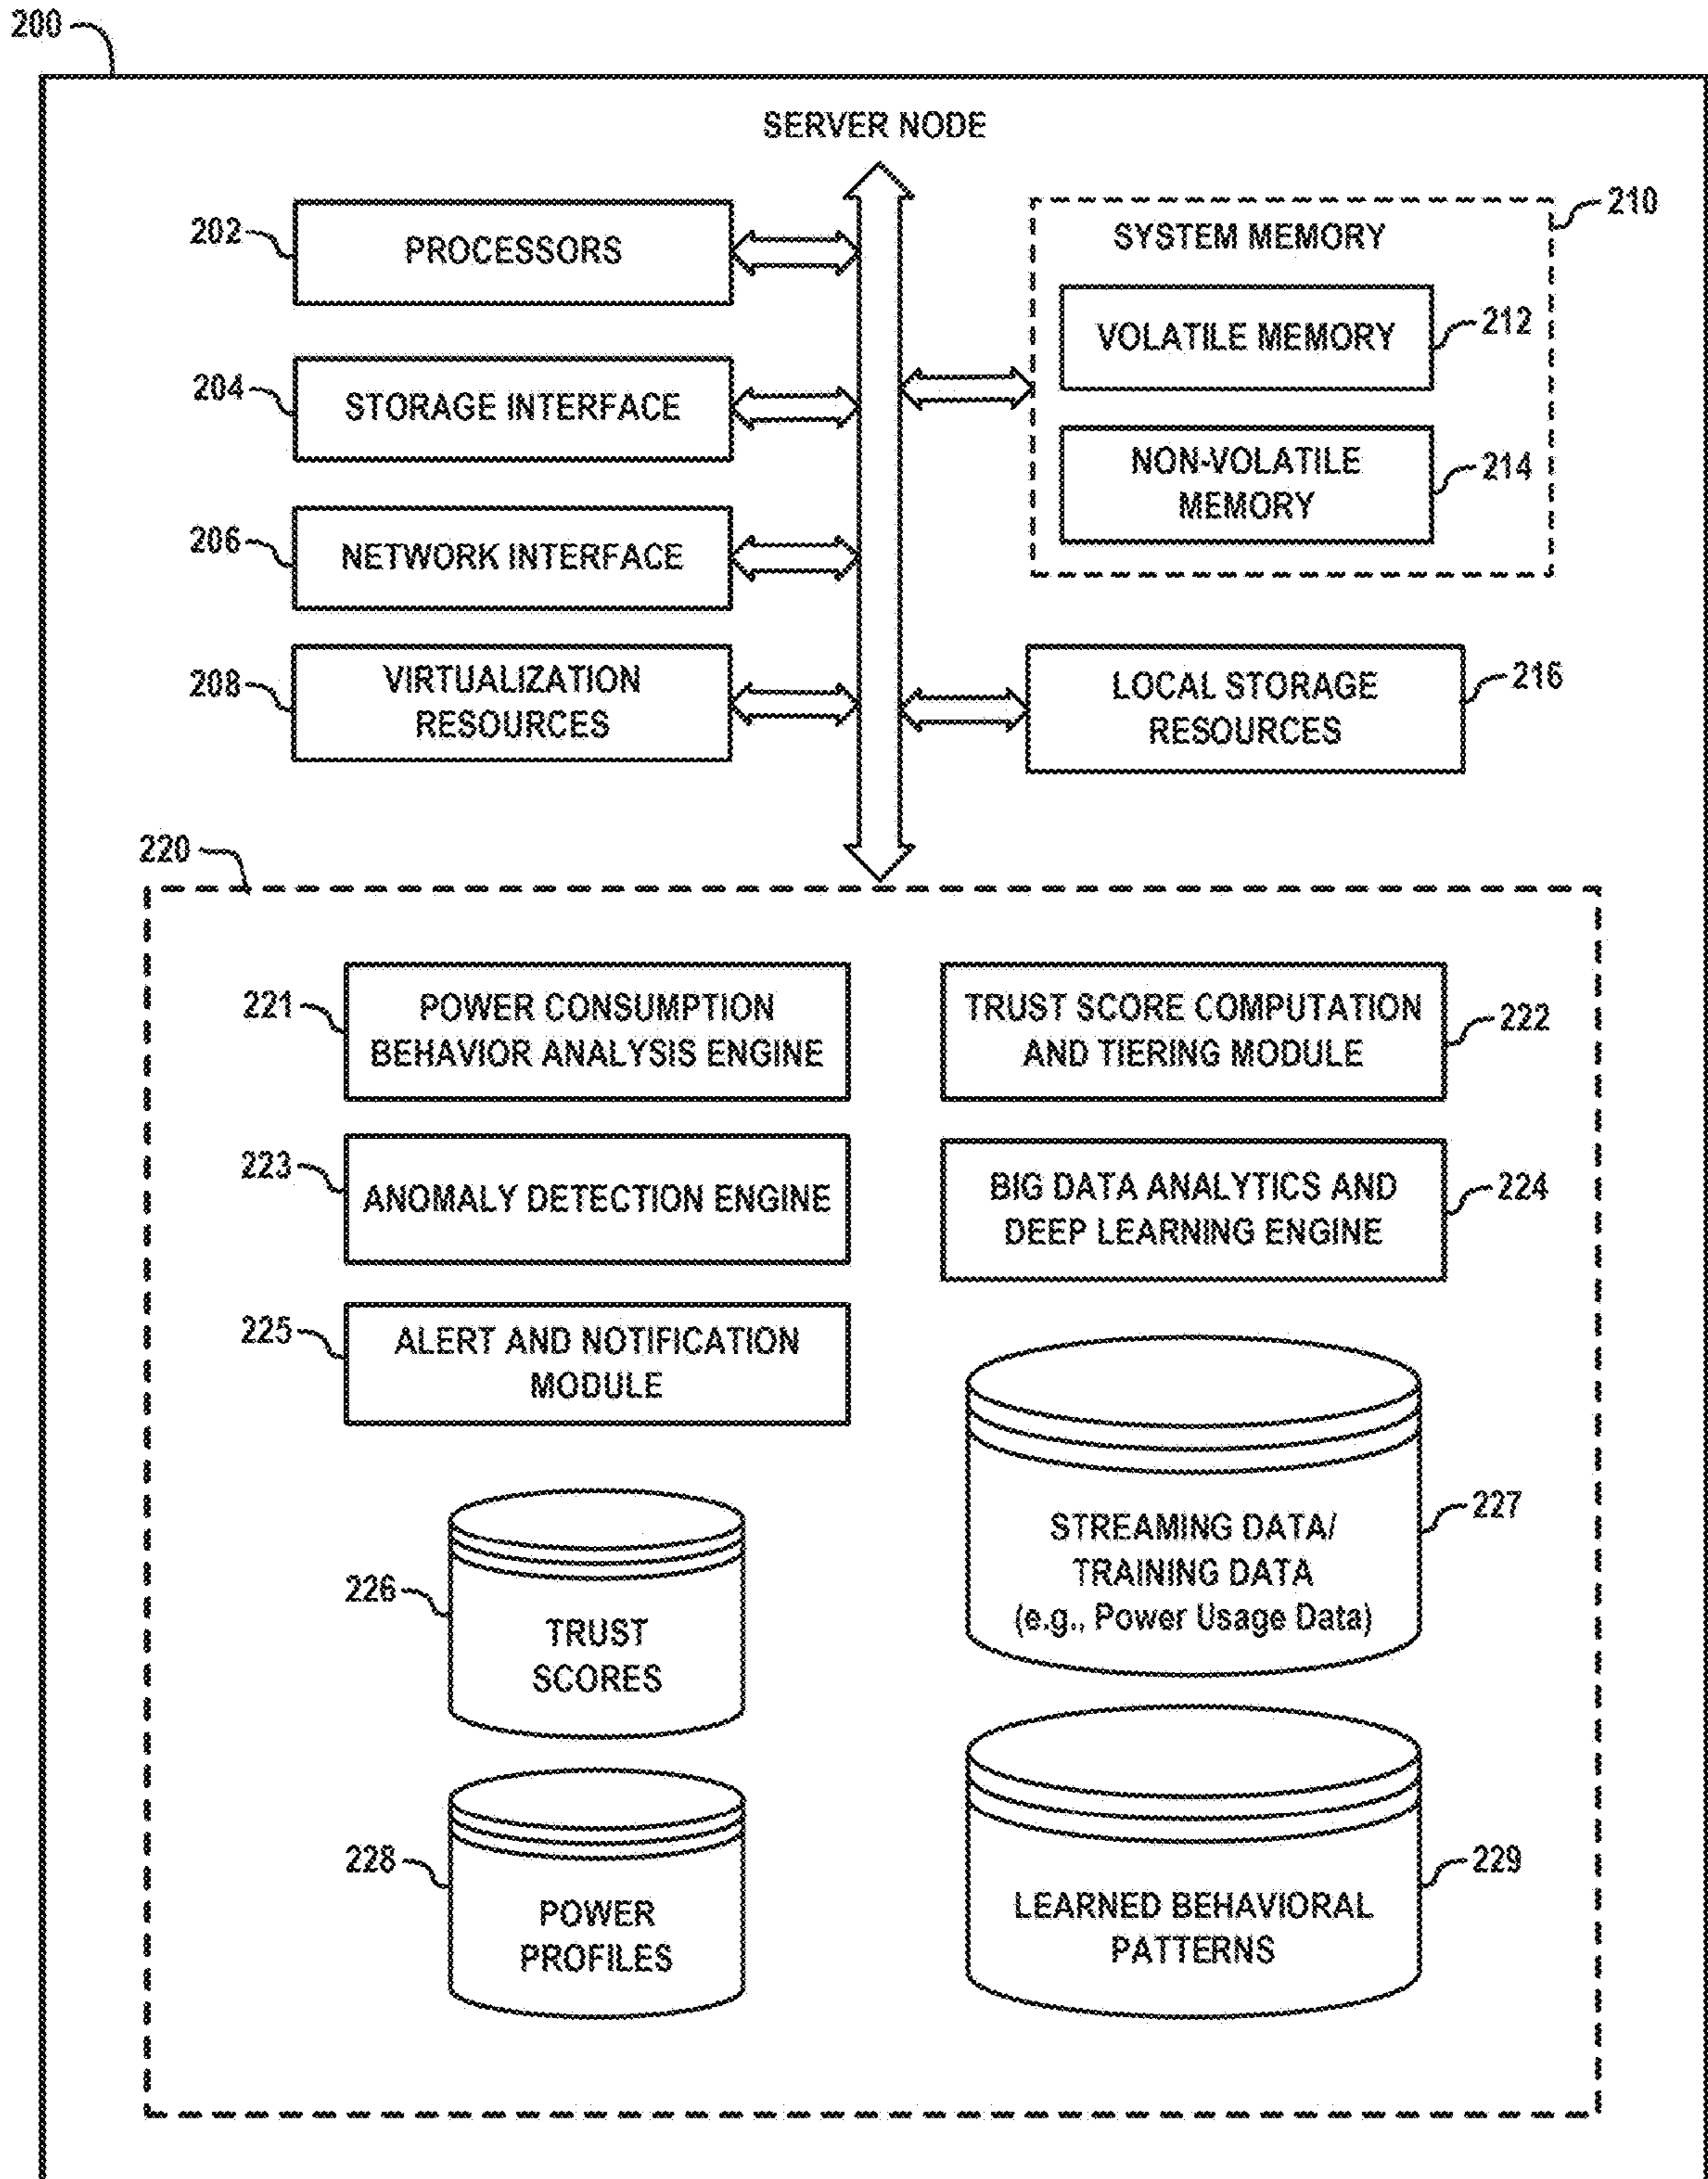 200
SERVER NODE
202
PROCESSORS
210
SYSTEM MEMORY
VOLATILE MEMORY
212
204
STORAGE INTERFACE
NON-VOLATILE
MEMORY
214
206
NETWORK INTERFACE
208
VIRTUALIZATION
RESOURCES
LOCAL STORAGE
RESOURCES
216
220
221
POWER CONSUMPTION
BEHAVIOR ANALYSIS ENGINE
TRUST SCORE COMPUTATION
AND TIERING MODULE
222
223
ANOMALY DETECTION ENGINE
BIG DATA ANALYTICS AND
DEEP LEARNING ENGINE
224
225
ALERT AND NOTIFICATION
MODULE
STREAMING DATA/
TRAINING DATA
(e.g., Power Usage Data)
227
226
TRUST
SCORES
228
POWER
PROFILES
LEARNED BEHAVIORAL
PATTERNS
229